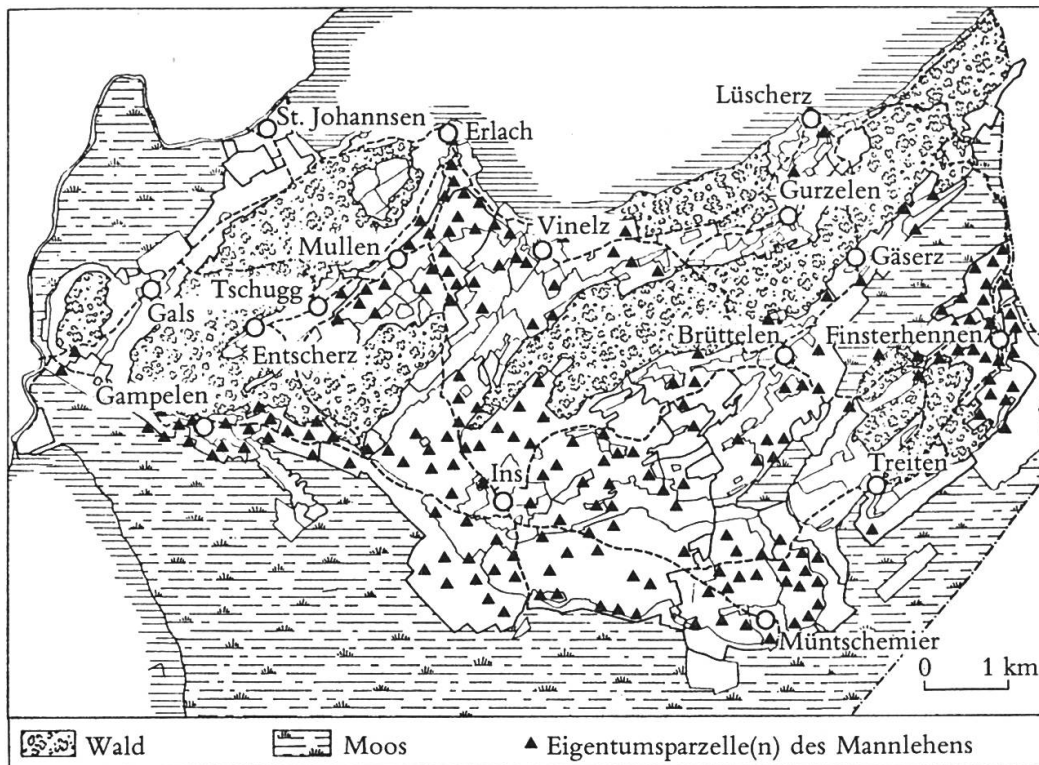 St. Johannsen
Erlach
Lüscherz
Gurzelen
Vinelz
Mullen
Gäserz
Tschugg
Gals
Entscherz
Brüttelen
Finsterhennen
Gampelen
Treiten
Ins
Müntschemier
0 1 km
Wald
Moos
Eigentumsparzelle(n) des Mannlehens